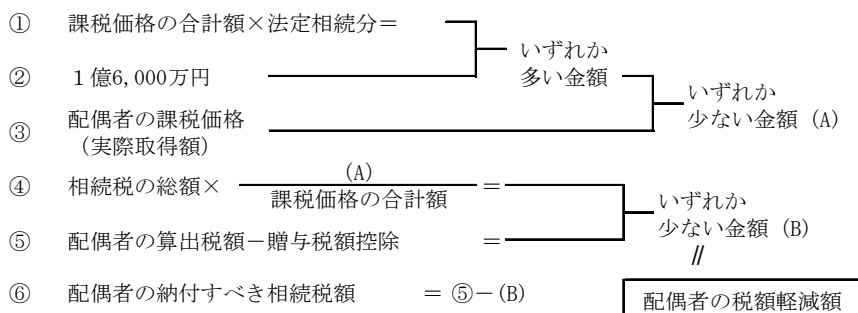 ① 課税価格の合計額×法定相続分＝
いずれか
② １億6,000万円 多い金額
いずれか
③ 配偶者の課税価格 少ない金額 (A)
（実際取得額）
④ 相続税の総額× (A) ＝
課税価格の合計額
いずれか
⑤ 配偶者の算出税額－贈与税額控除 ＝ 少ない金額 (B)
〃
⑥ 配偶者の納付すべき相続税額 ＝ ⑤－(B) 配偶者の税額軽減額